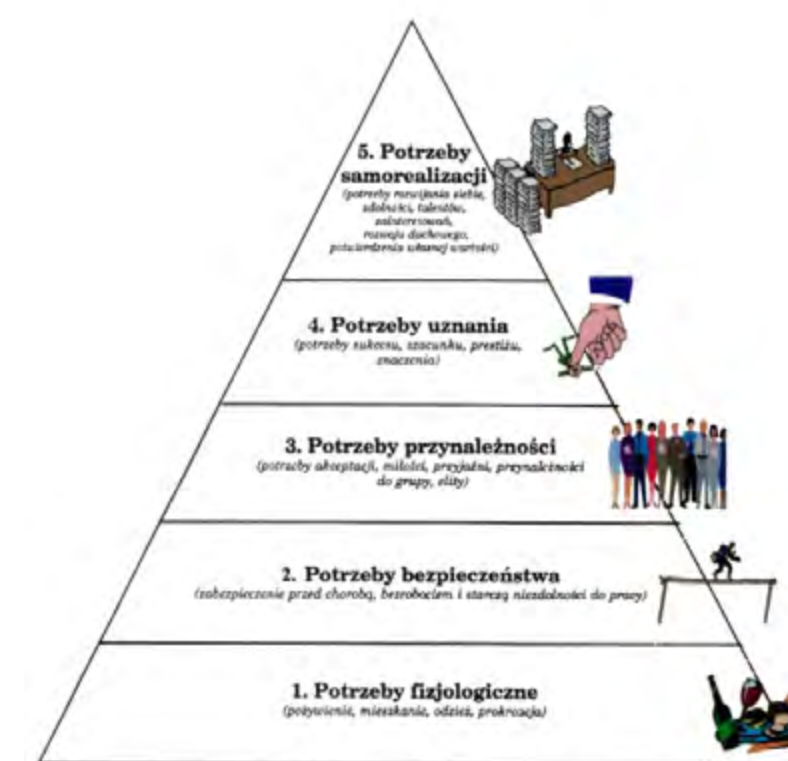 5. Potrzeby
samorealizacji
(potrzeby rozwijania siebie,
zdolności, talentów,
zainteresowań,
rozwoju duchowego,
potwierdzenia własnej wartości)
4. Potrzeby uznania
(potrzeby sukcesu, szacunku, prestiżu,
znaczenia)
3. Potrzeby przynależności
(potrzeby akceptacji, miłości, przyjaźni, przynależności
do grupy, elity)
2. Potrzeby bezpieczeństwa
(zabezpieczenie przed chorobą, bezrobociem i starczą niezdolności do pracy)
1. Potrzeby fizjologiczne
(pożywienie, mieszkanie, odzież, prokreacja)